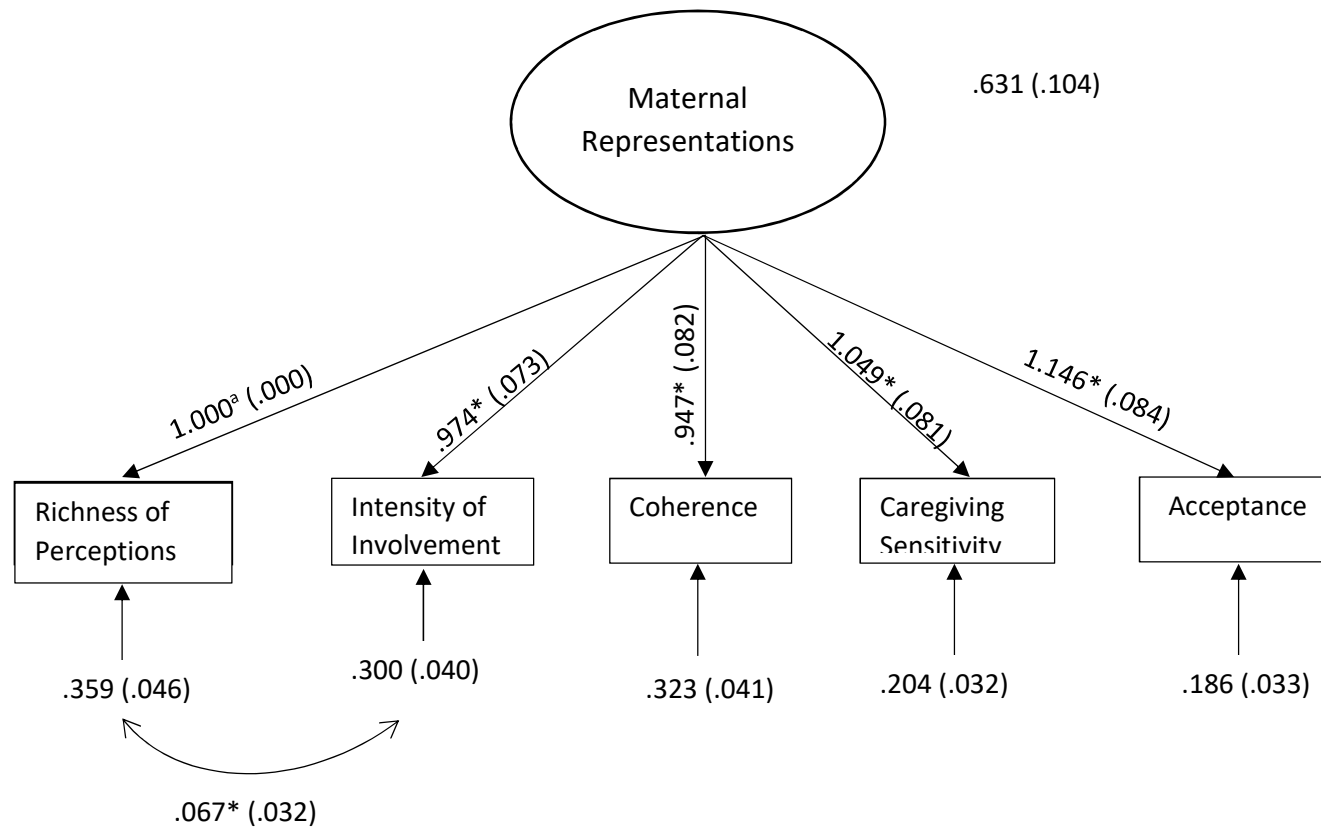 Maternal
Representations
.631 (.104)
1.000ᵃ (.000)
.974* (.073)
.947* (.082)
1.049* (.081)
1.146* (.084)
Richness of
Perceptions
Intensity of
Involvement
Coherence
Caregiving
Sensitivity
Acceptance
.359 (.046)
.300 (.040)
.323 (.041)
.204 (.032)
.186 (.033)
.067* (.032)